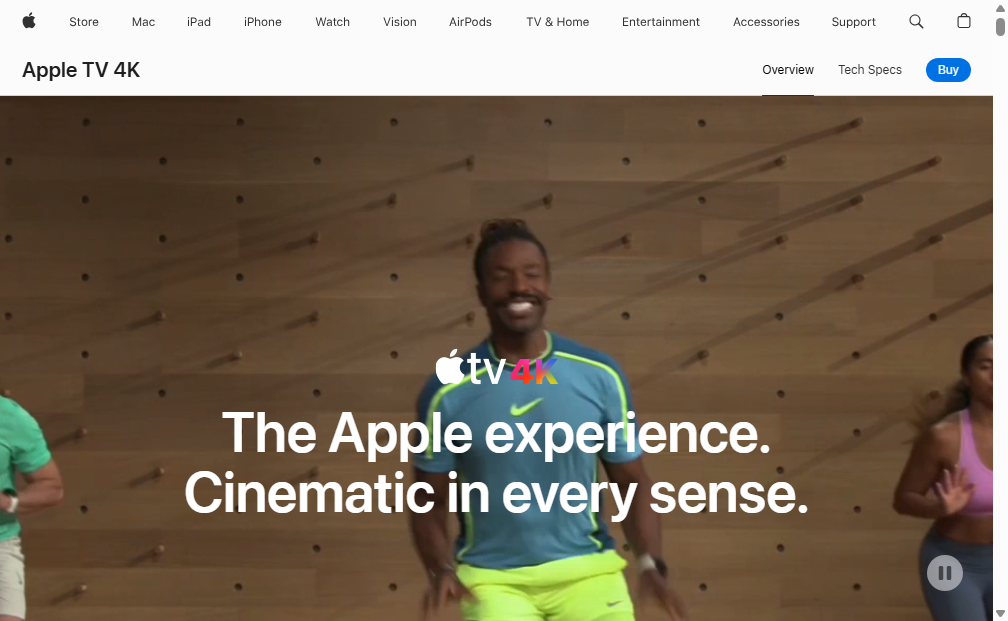 Store Mac iPad iPhone Watch Vision AirPods TV & Home Entertainment Accessories Support
Apple TV 4K Overview Tech Specs Buy
tv 4K
The Apple experience.
Cinematic in every sense.